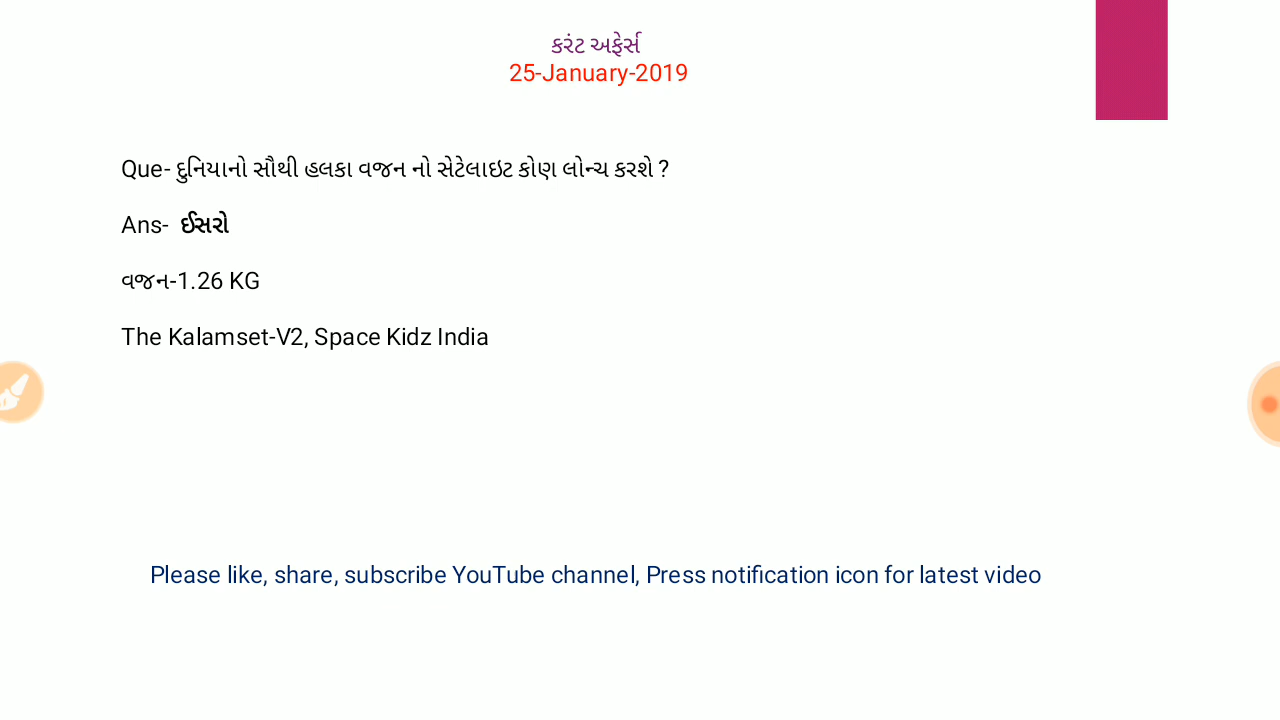 કરંટ અફેર્સ
25-January-2019
Que- દુનિયાનો સૌથી હલકા વજન નો સેટેલાઇટ કોણ લોન્ચ કરશે ?
Ans- ઈસરો
વજન-1.26 KG
The Kalamset-V2, Space Kidz India
Please like, share, subscribe YouTube channel, Press notification icon for latest video